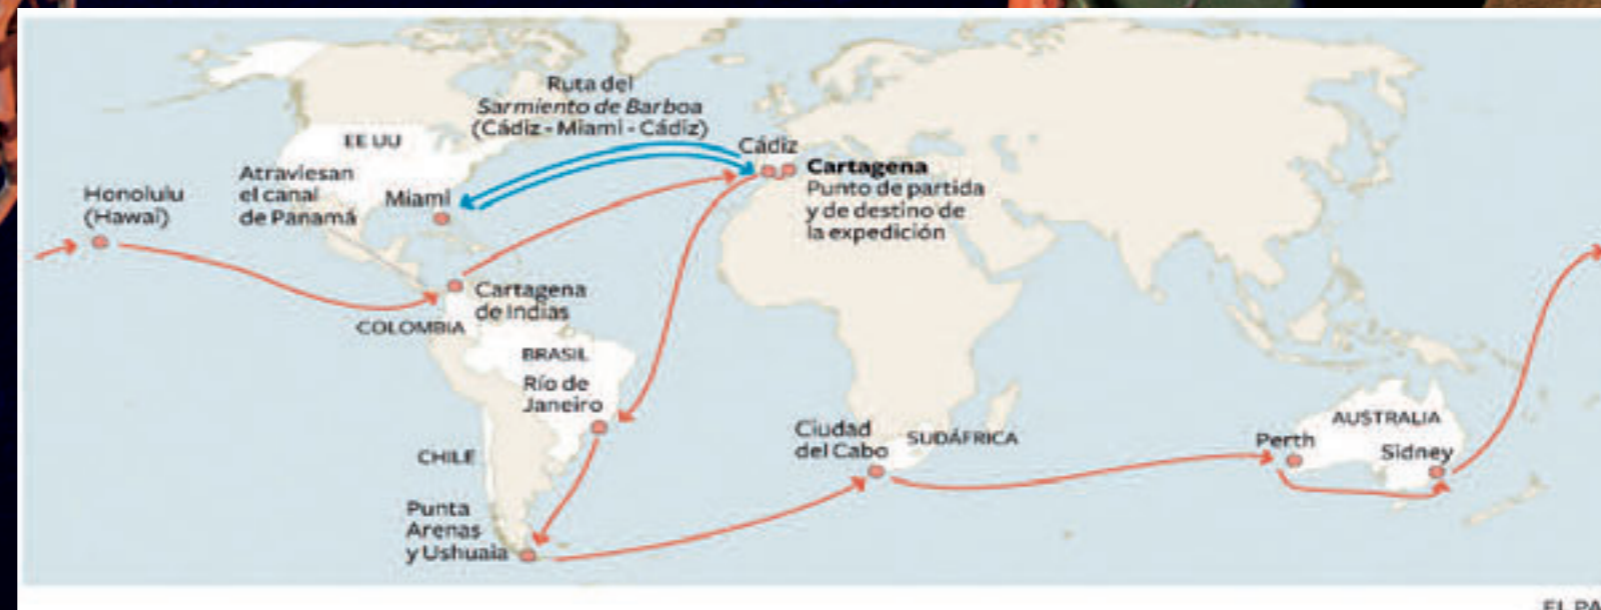 Ruta del
Sarmiento de Barboa
(Cádiz - Miami - Cádiz)
EE UU
Atraviesan
el canal
de Panamá
Miami
Honolulu
(Hawai)
Cádiz
Cartagena
Punto de partida
y de destino de
la expedición
Cartagena
de Indias
COLOMBIA
BRASIL
Río de
Janeiro
CHILE
Punta
Arenas
y Ushuaia
Ciudad
del Cabo
SUDÁFRICA
AUSTRALIA
Perth
Sidney
EL PA